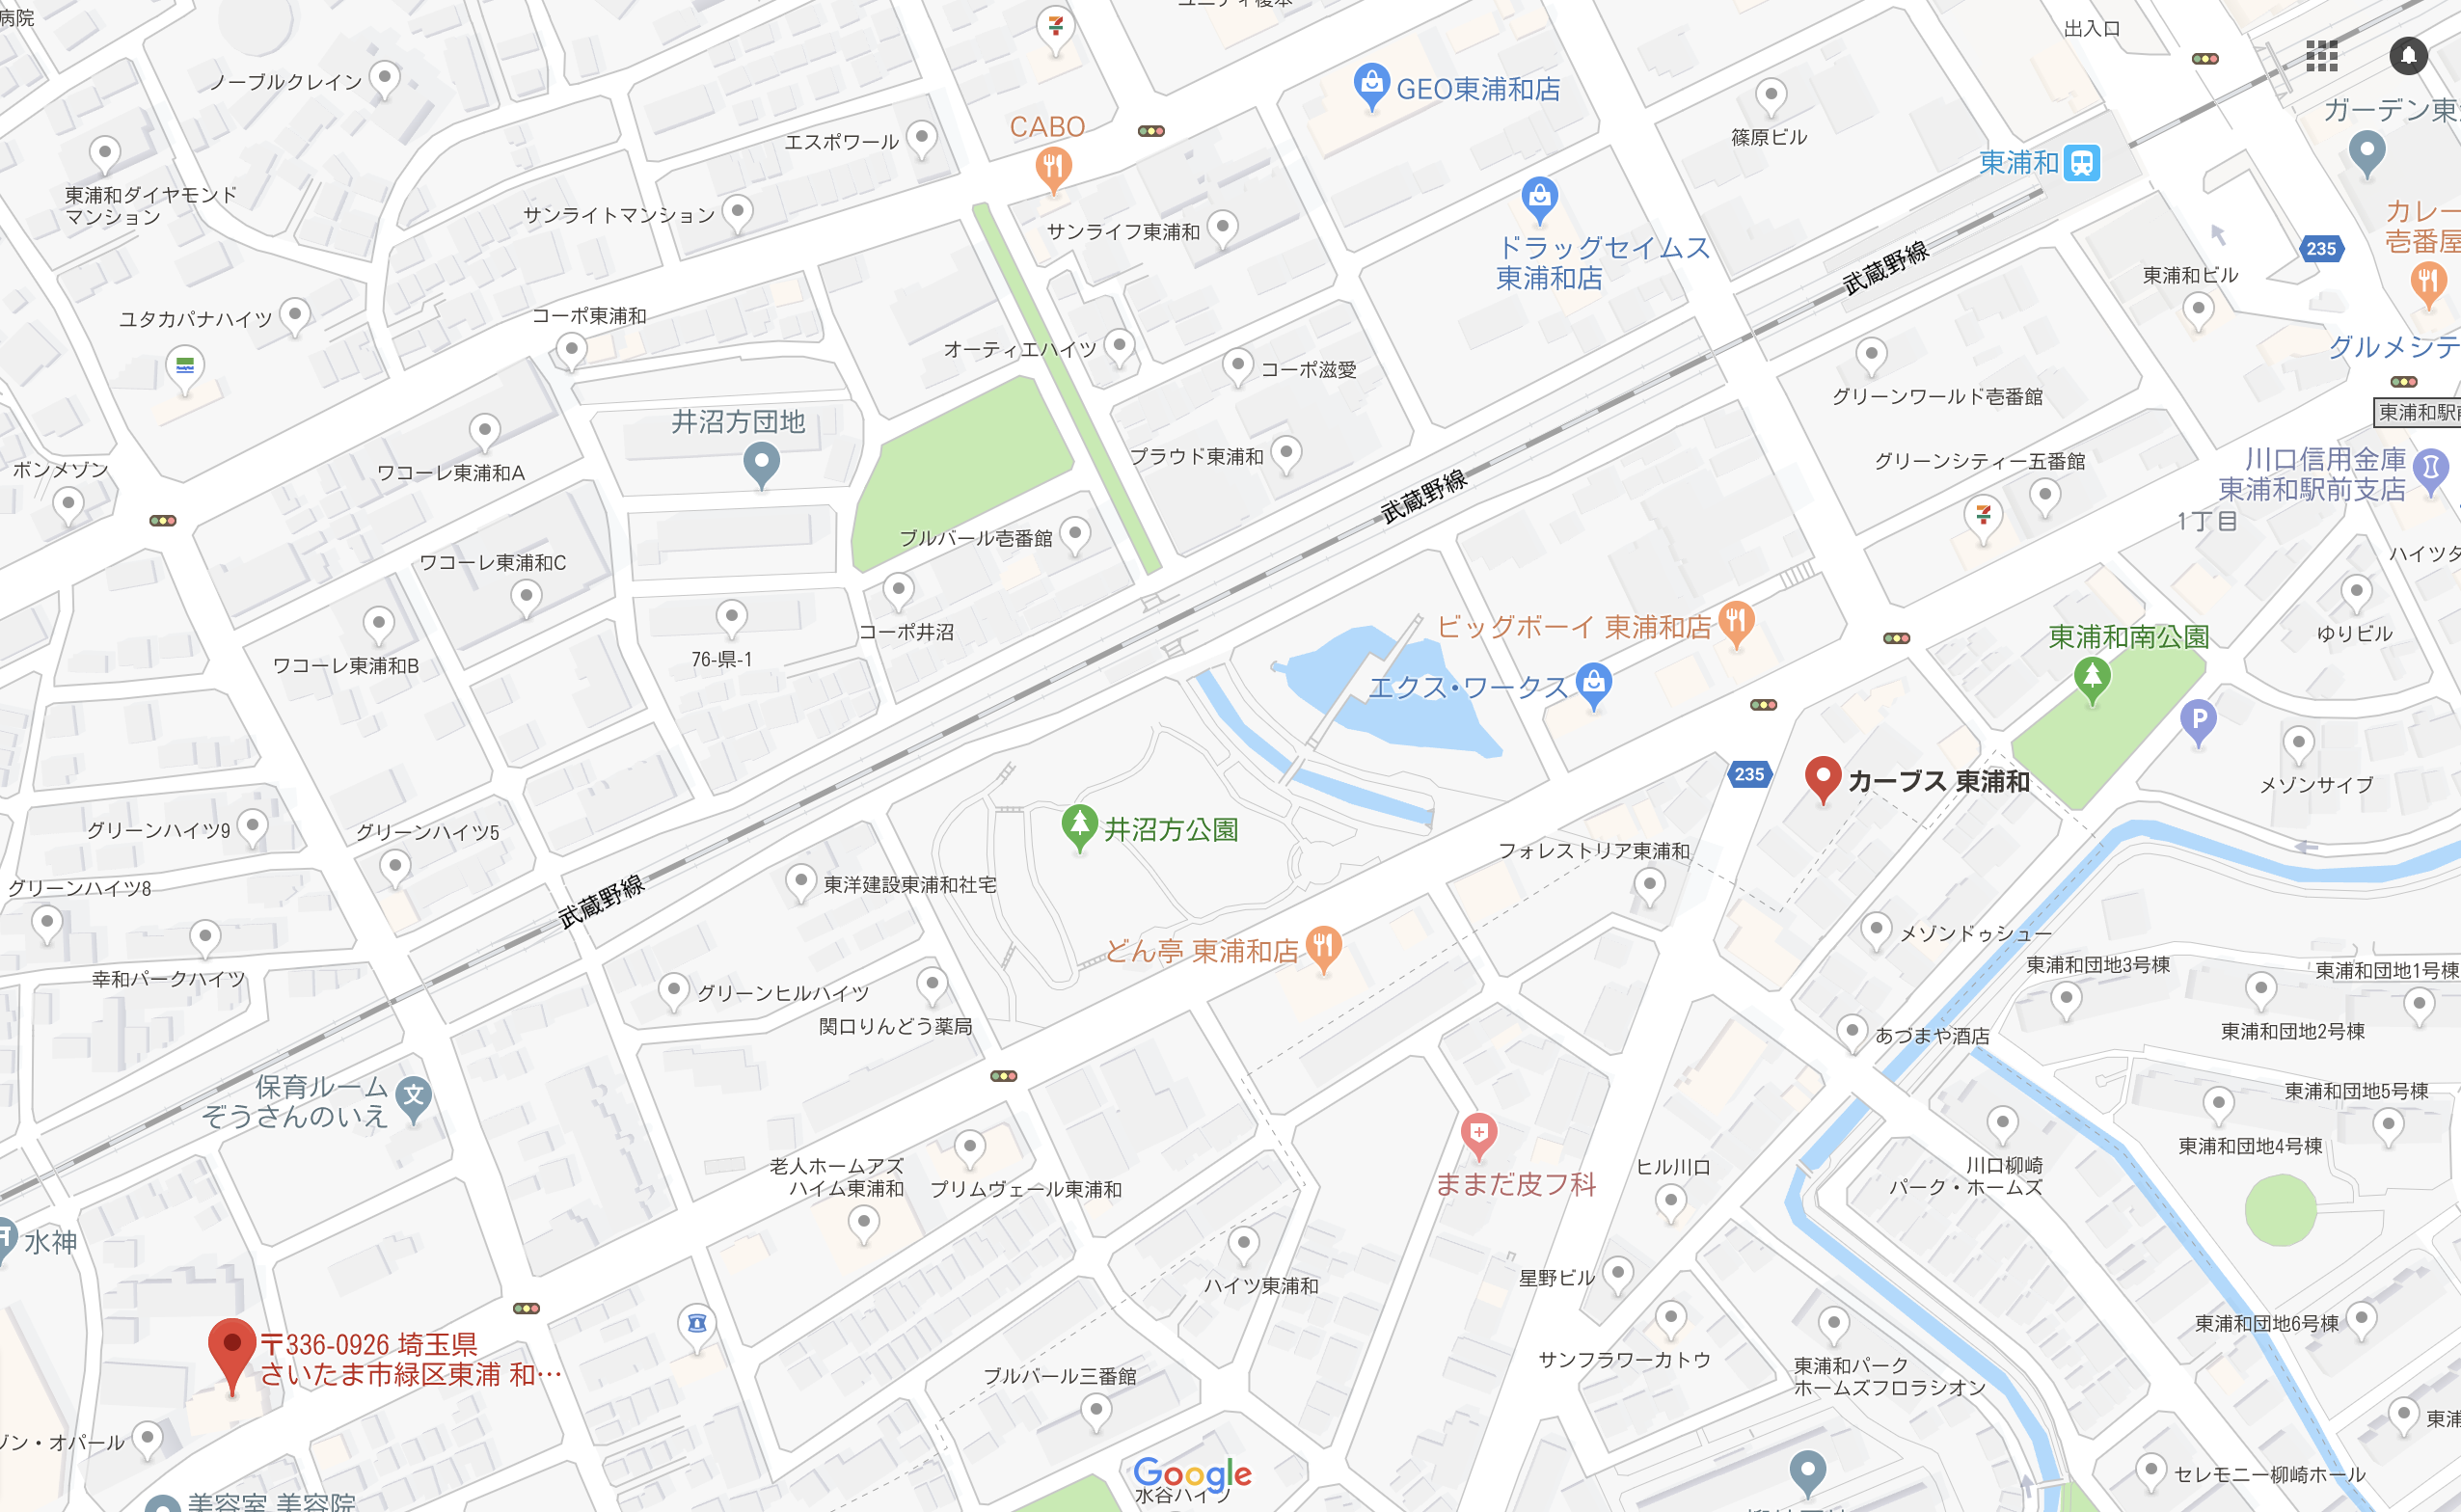 病院
ユニティ榎本
出入口
ノーブルクレイン
GEO東浦和店
ガーデン東
CABO
エスポワール
篠原ビル
東浦和
東浦和ダイヤモンド
マンション
サンライトマンション
サンライフ東浦和
カレー
壱番屋
ドラッグセイムス
東浦和店
武蔵野線
235
東浦和ビル
ユタカパナハイツ
コーポ東浦和
オーティエハイツ
コーポ滋愛
グルメシテ
グリーンワールド壱番館
東浦和駅
井沼方団地
ボンメゾン
ワコーレ東浦和A
プラウド東浦和
武蔵野線
グリーンシティー五番館
川口信用金庫
東浦和駅前支店
1丁目
ブルバール壱番館
ワコーレ東浦和C
ハイツタ
コーポ井沼
ビッグボーイ 東浦和店
東浦和南公園
ゆりビル
ワコーレ東浦和B
76-県-1
エクス・ワークス
P
235
カーブス 東浦和
メゾンサイブ
グリーンハイツ9
グリーンハイツ5
井沼方公園
フォレストリア東浦和
グリーンハイツ8
武蔵野線
東洋建設東浦和社宅
どん亭 東浦和店
メゾンドゥシュー
東浦和団地3号棟
東浦和団地1号棟
幸和パークハイツ
グリーンヒルハイツ
関口りんどう薬局
あづまや酒店
東浦和団地2号棟
保育ルーム
ぞうさんのいえ
文
東浦和団地5号棟
東浦和団地4号棟
老人ホームアズ
ハイム東浦和
プリムヴェール東浦和
ままだ皮フ科
ヒル川口
川口柳崎
パーク・ホームズ
水神
ハイツ東浦和
星野ビル
東浦和団地6号棟
〒336-0926 埼玉県
さいたま市緑区東浦 和…
サンフラワーカトウ
東浦和パーク
ホームズフロラシオン
ブルバール三番館
ゾン・オパール
東浦
Google
水谷ハイツ
セレモニー柳崎ホール
美容室 美容院